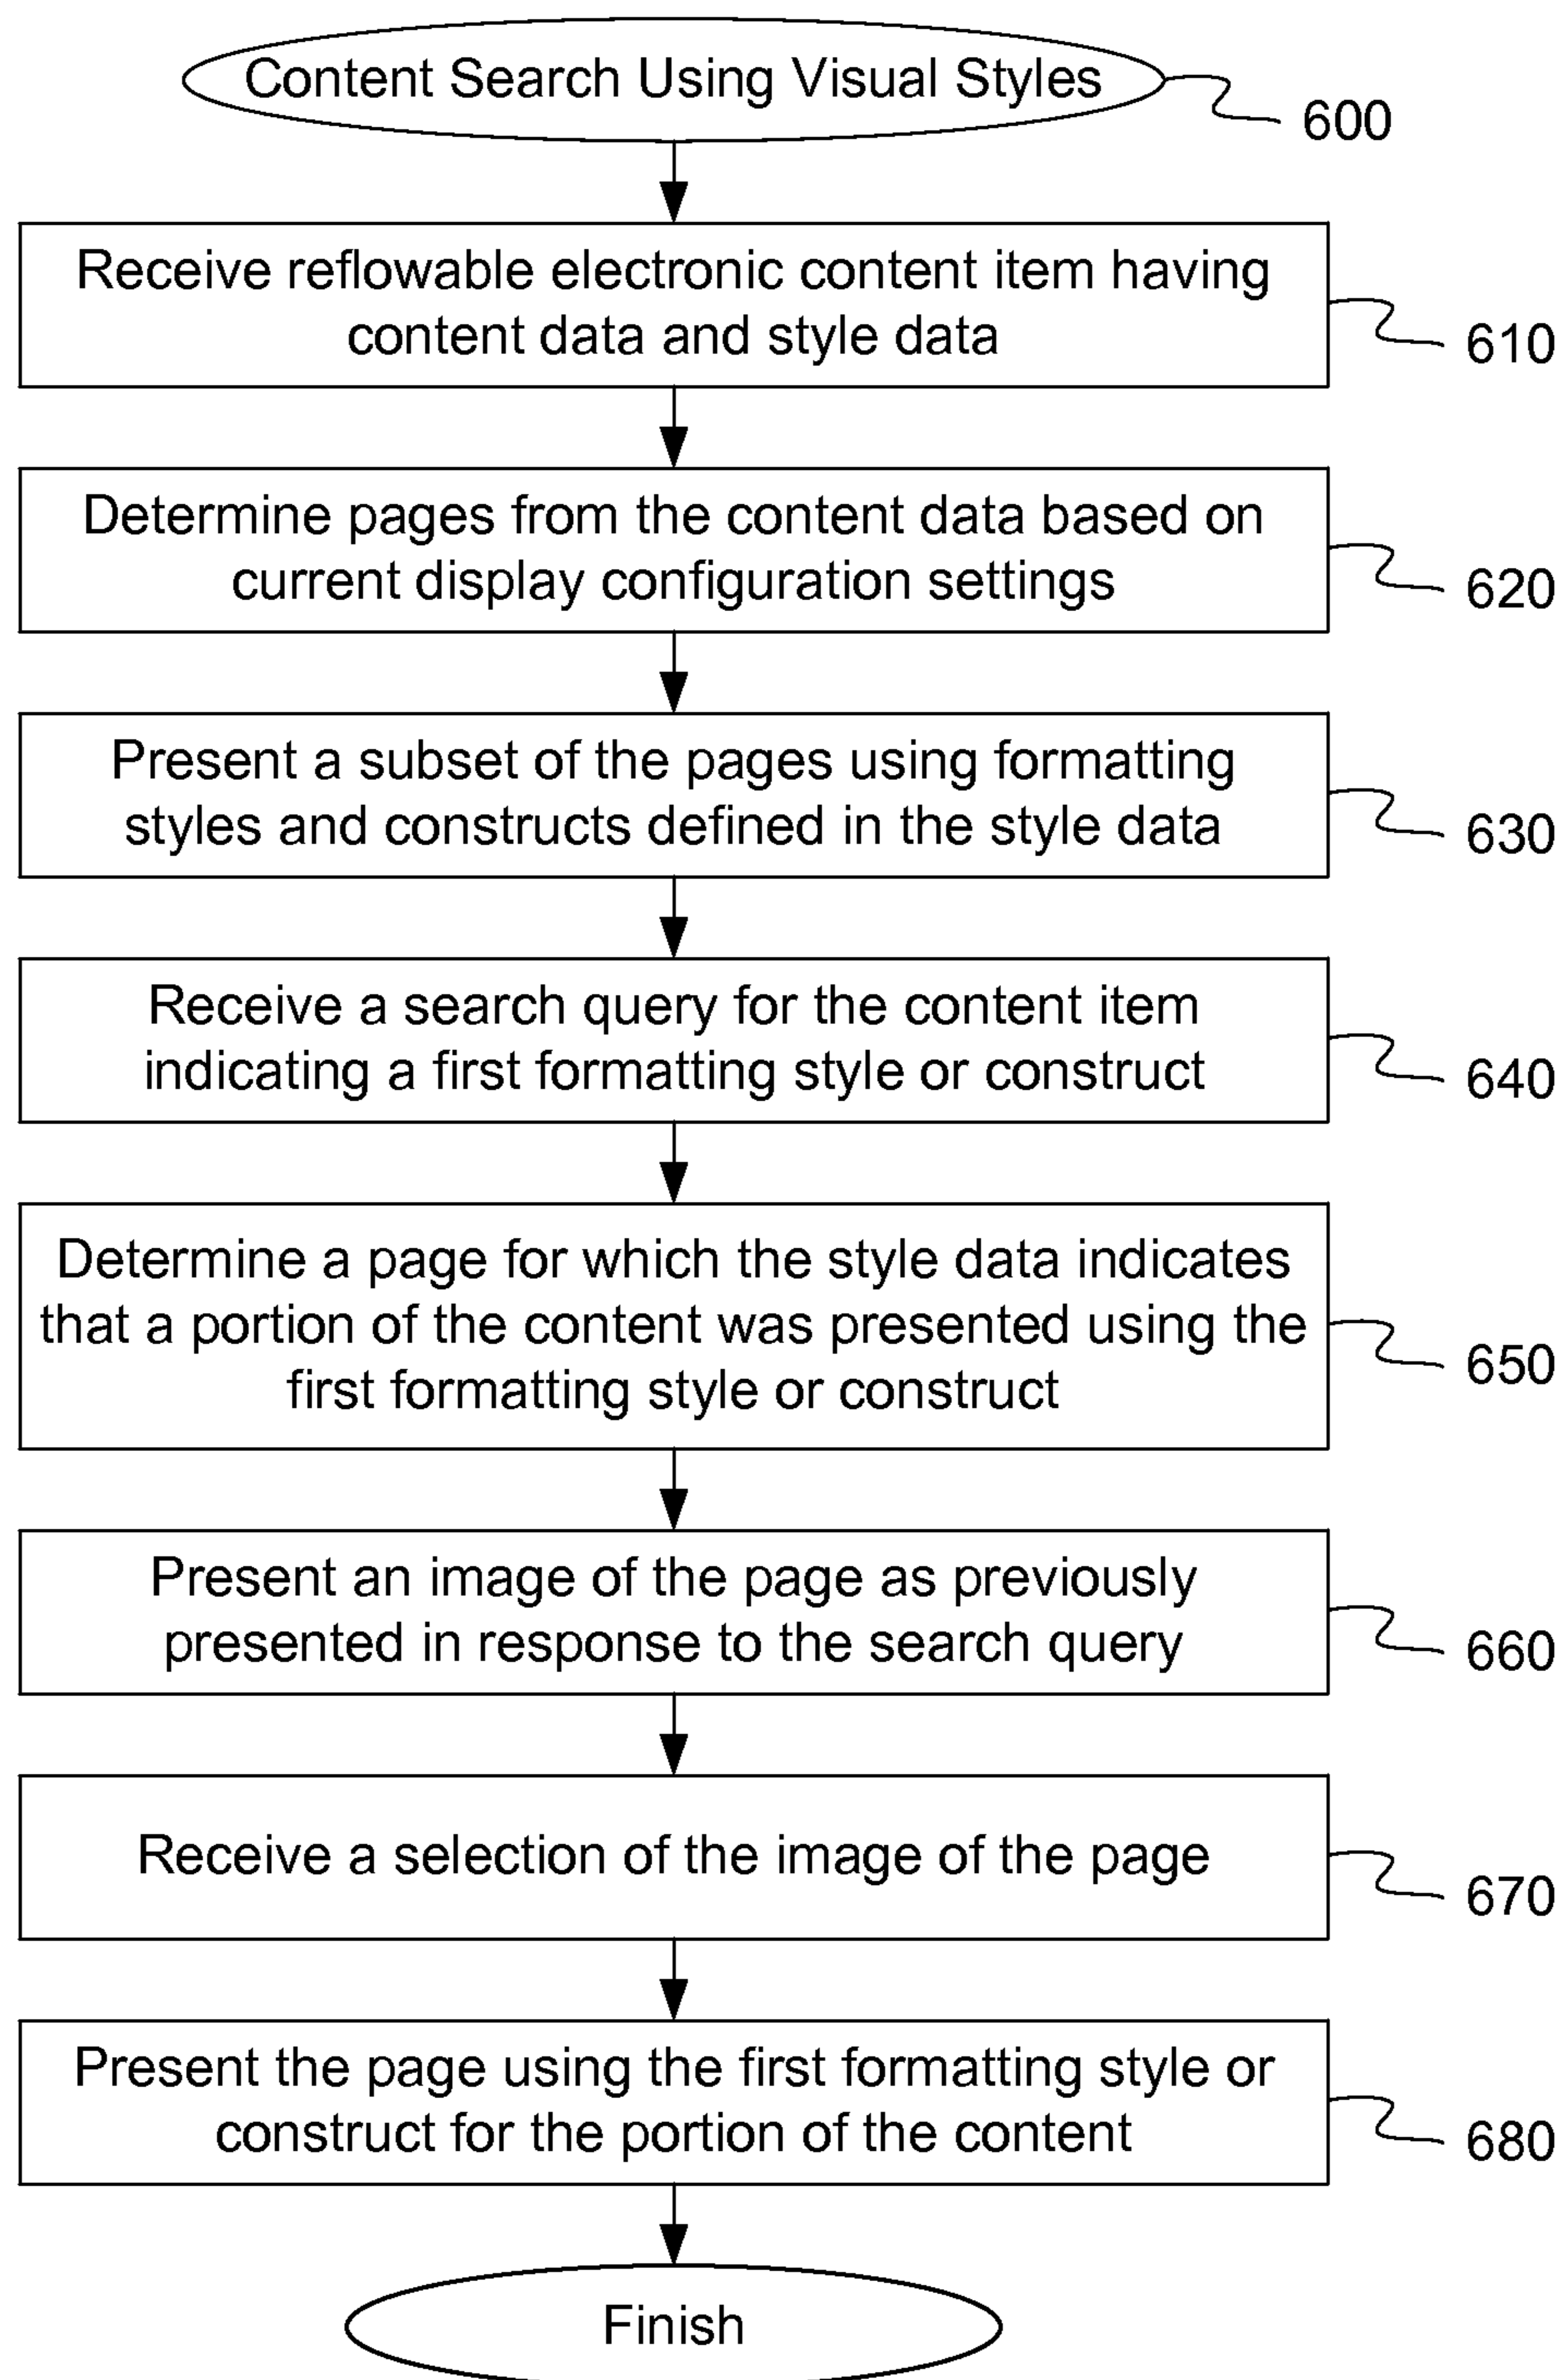 Content Search Using Visual Styles
600
Receive reflowable electronic content item having
content data and style data
610
Determine pages from the content data based on
current display configuration settings
620
Present a subset of the pages using formatting
styles and constructs defined in the style data
630
Receive a search query for the content item
indicating a first formatting style or construct
640
Determine a page for which the style data indicates
that a portion of the content was presented using the
first formatting style or construct
650
Present an image of the page as previously
presented in response to the search query
660
Receive a selection of the image of the page
670
Present the page using the first formatting style or
construct for the portion of the content
680
Finish